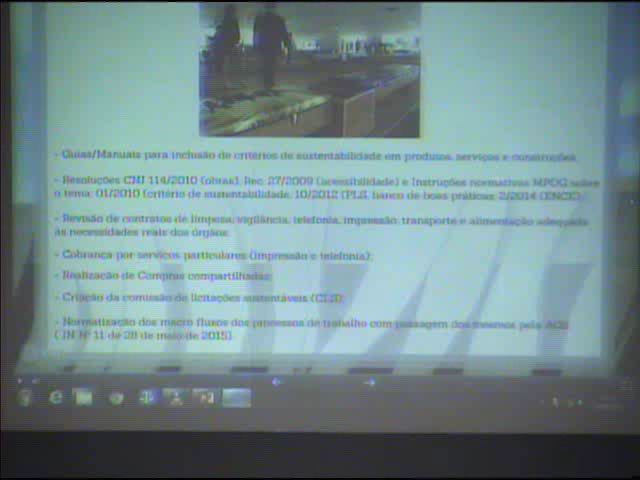 - Guias/Manuais para inclusão de critérios de sustentabilidade em produtos, serviços e construções.
- Resoluções CNJ 114/2010 (obras), Rec. 27/2009 (acessibilidade) e Instruções normativas MPOG sobre
o tema: 01/2010 (critério de sustentabilidade, 10/2012 (PLS, banco de boas práticas; 2/2014 (ENCE);
- Revisão de contratos de limpeza, vigilância, telefonia, impressão, transporte e alimentação adequada
às necessidades reais dos órgãos;
- Cobrança por serviços particulares (impressão e telefonia);
- Realização de Compras compartilhadas;
- Criação da comissão de licitações sustentáveis
- Normatização dos macro fluxos dos processos de trabalho com passagem dos mesmos pela
( IN Nº 11 de 28 de maio de 2015)